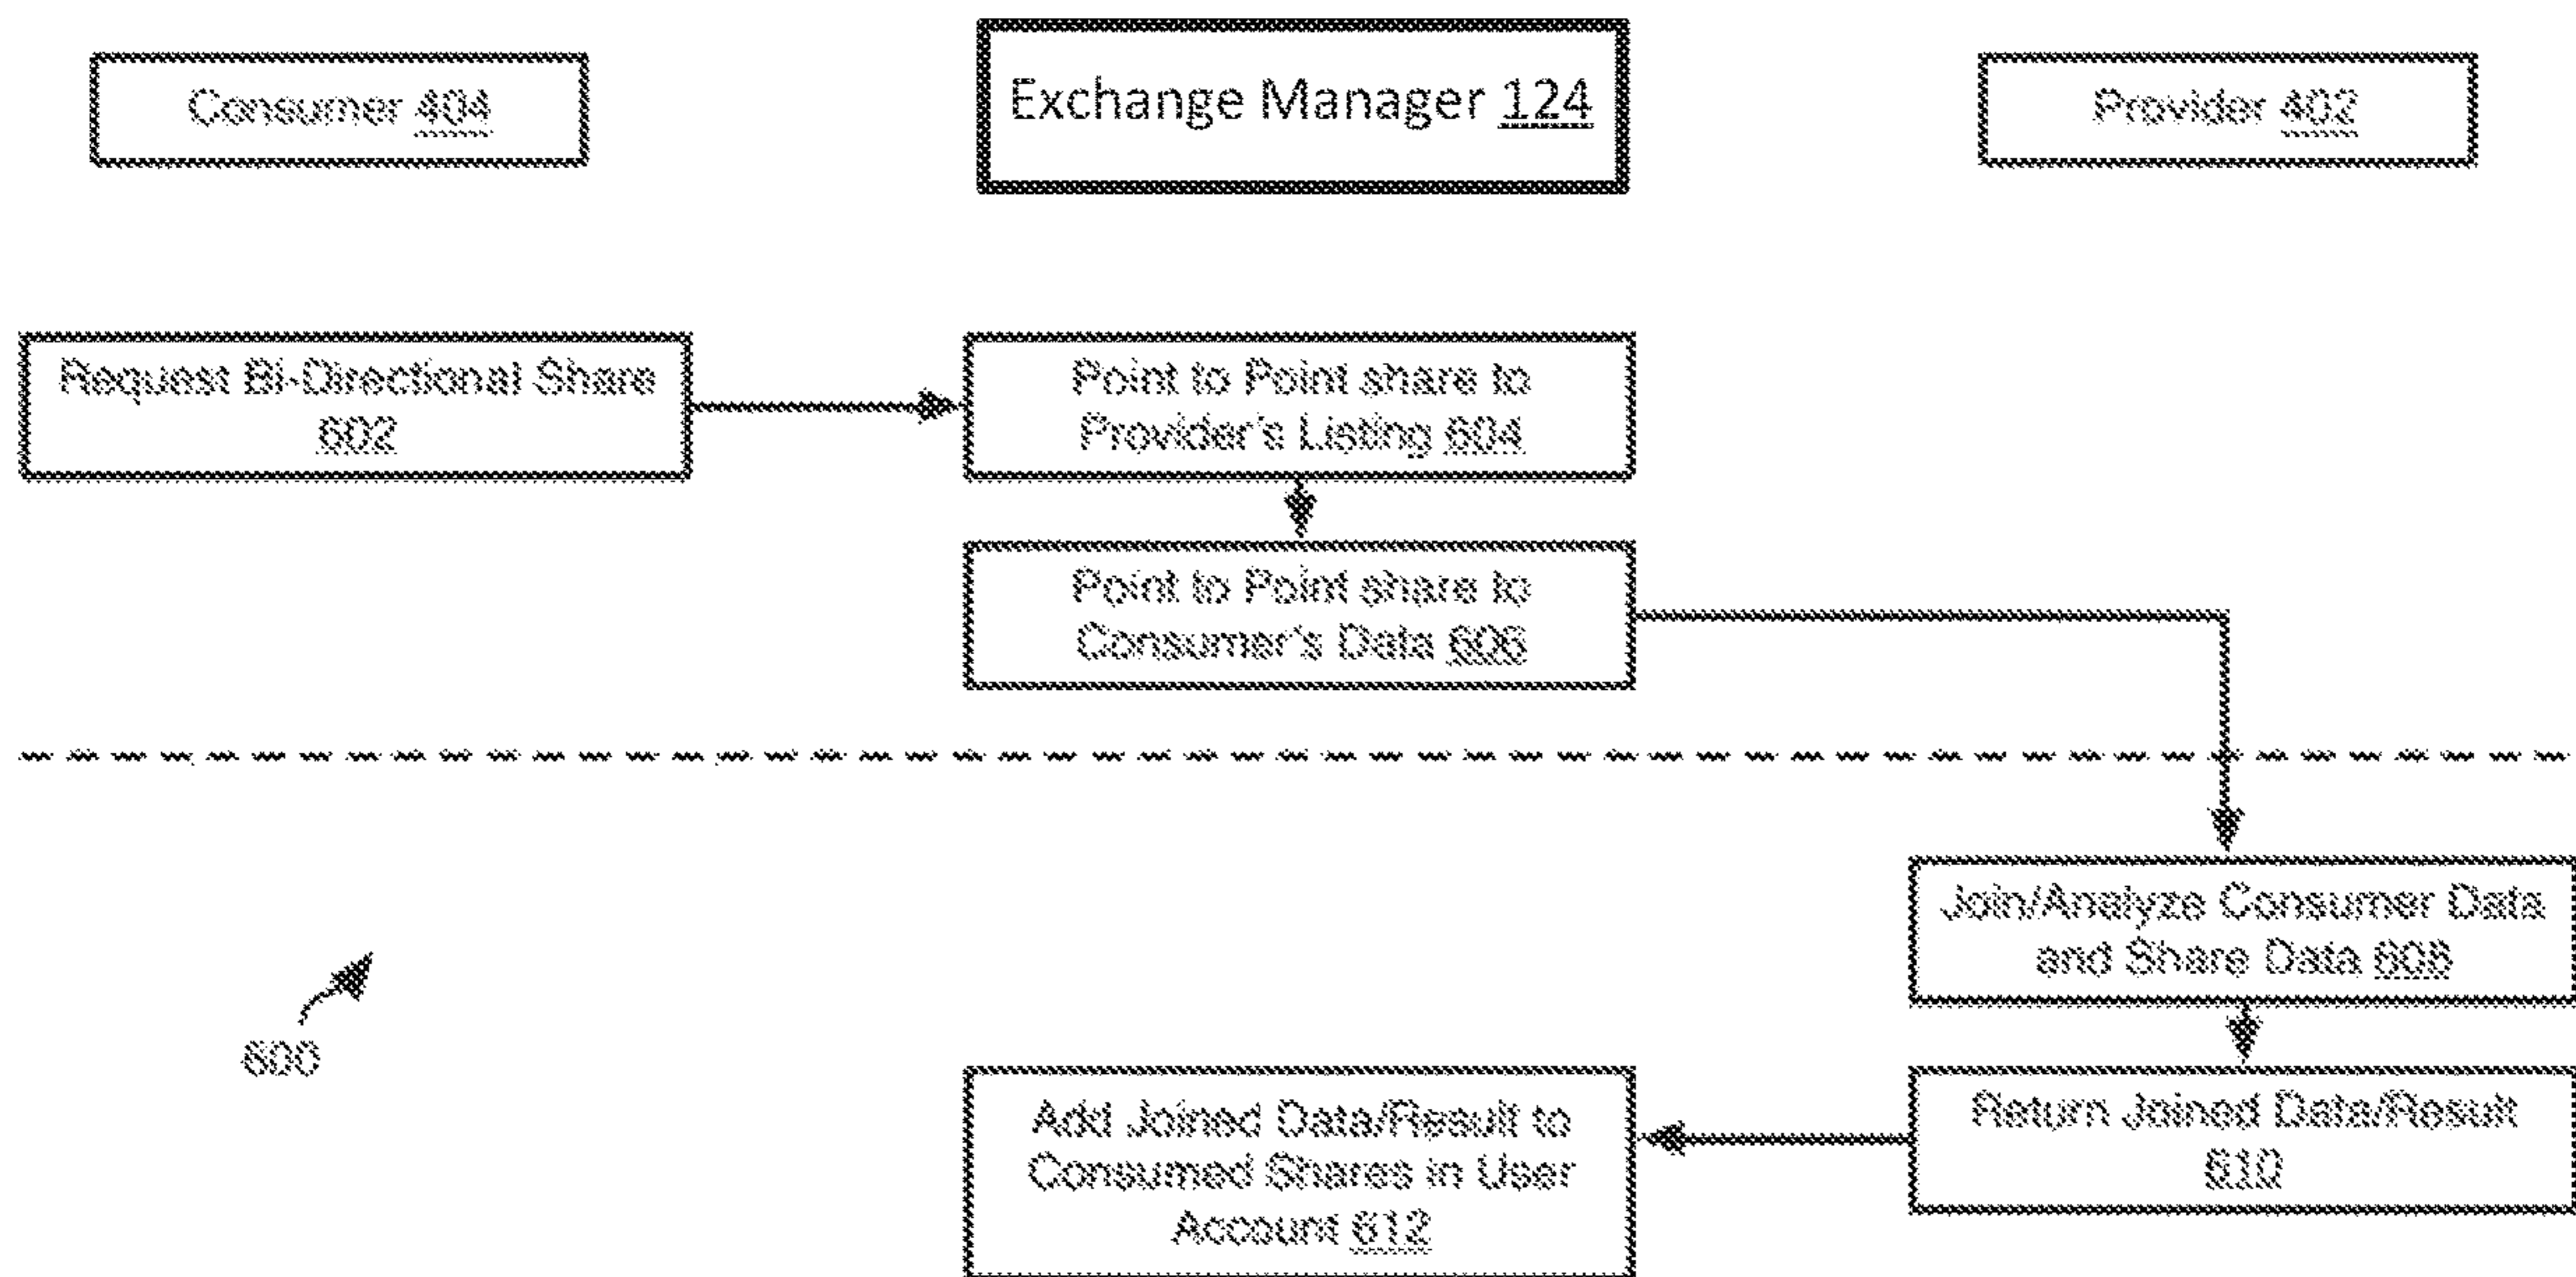 Consumer 404
Exchange Manager 124
Provider 402
Request Bi-Directional Share
602
Point to Point share to
Provider's Listing 604
Point to Point share to
Consumer's Data 606
Join/Analyze Consumer Data
and Share Data 608
600
Return Joined Data/Result
610
Add Joined Data/Result to
Consumed Shares in User
Account 612